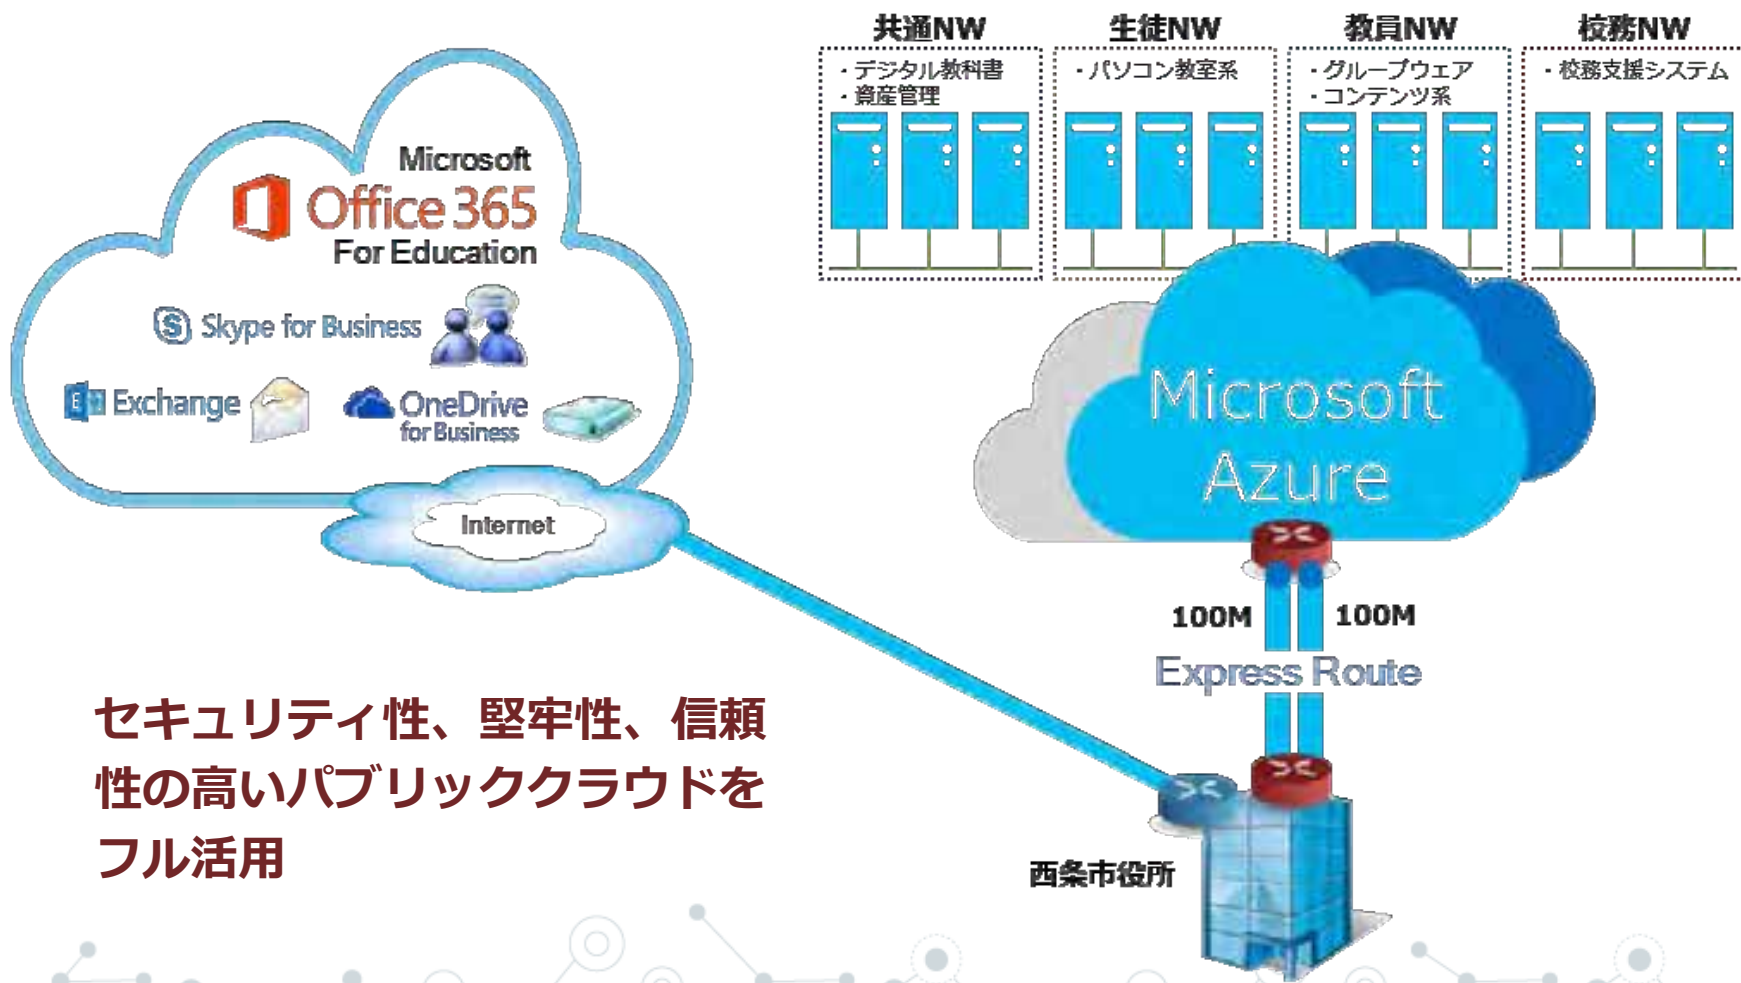 共通NW
・デジタル教科書
・資産管理
生徒NW
・パソコン教室系
教員NW
・グループウェア
・コンテンツ系
校務NW
・校務支援システム
Microsoft
Office 365
For Education
Skype for Business
Exchange
OneDrive
for Business
Internet
Microsoft
Azure
100M
100M
Express Route
西条市役所
セキュリティ性、堅牢性、信頼
性の高いパブリッククラウドを
フル活用